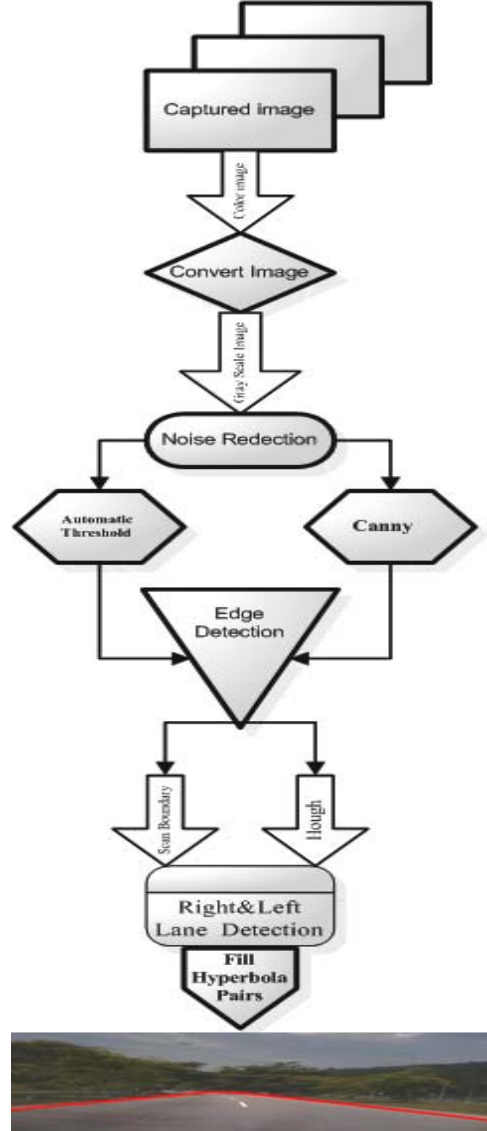 Captured image
Color image
Convert Image
Gray Scale Image
Noise Redection
Automatic
Threshold
Canny
Edge
Detection
Scan Boundary
Hough
Right&Left
Lane Detection
Fill
Hyperbola
Pairs